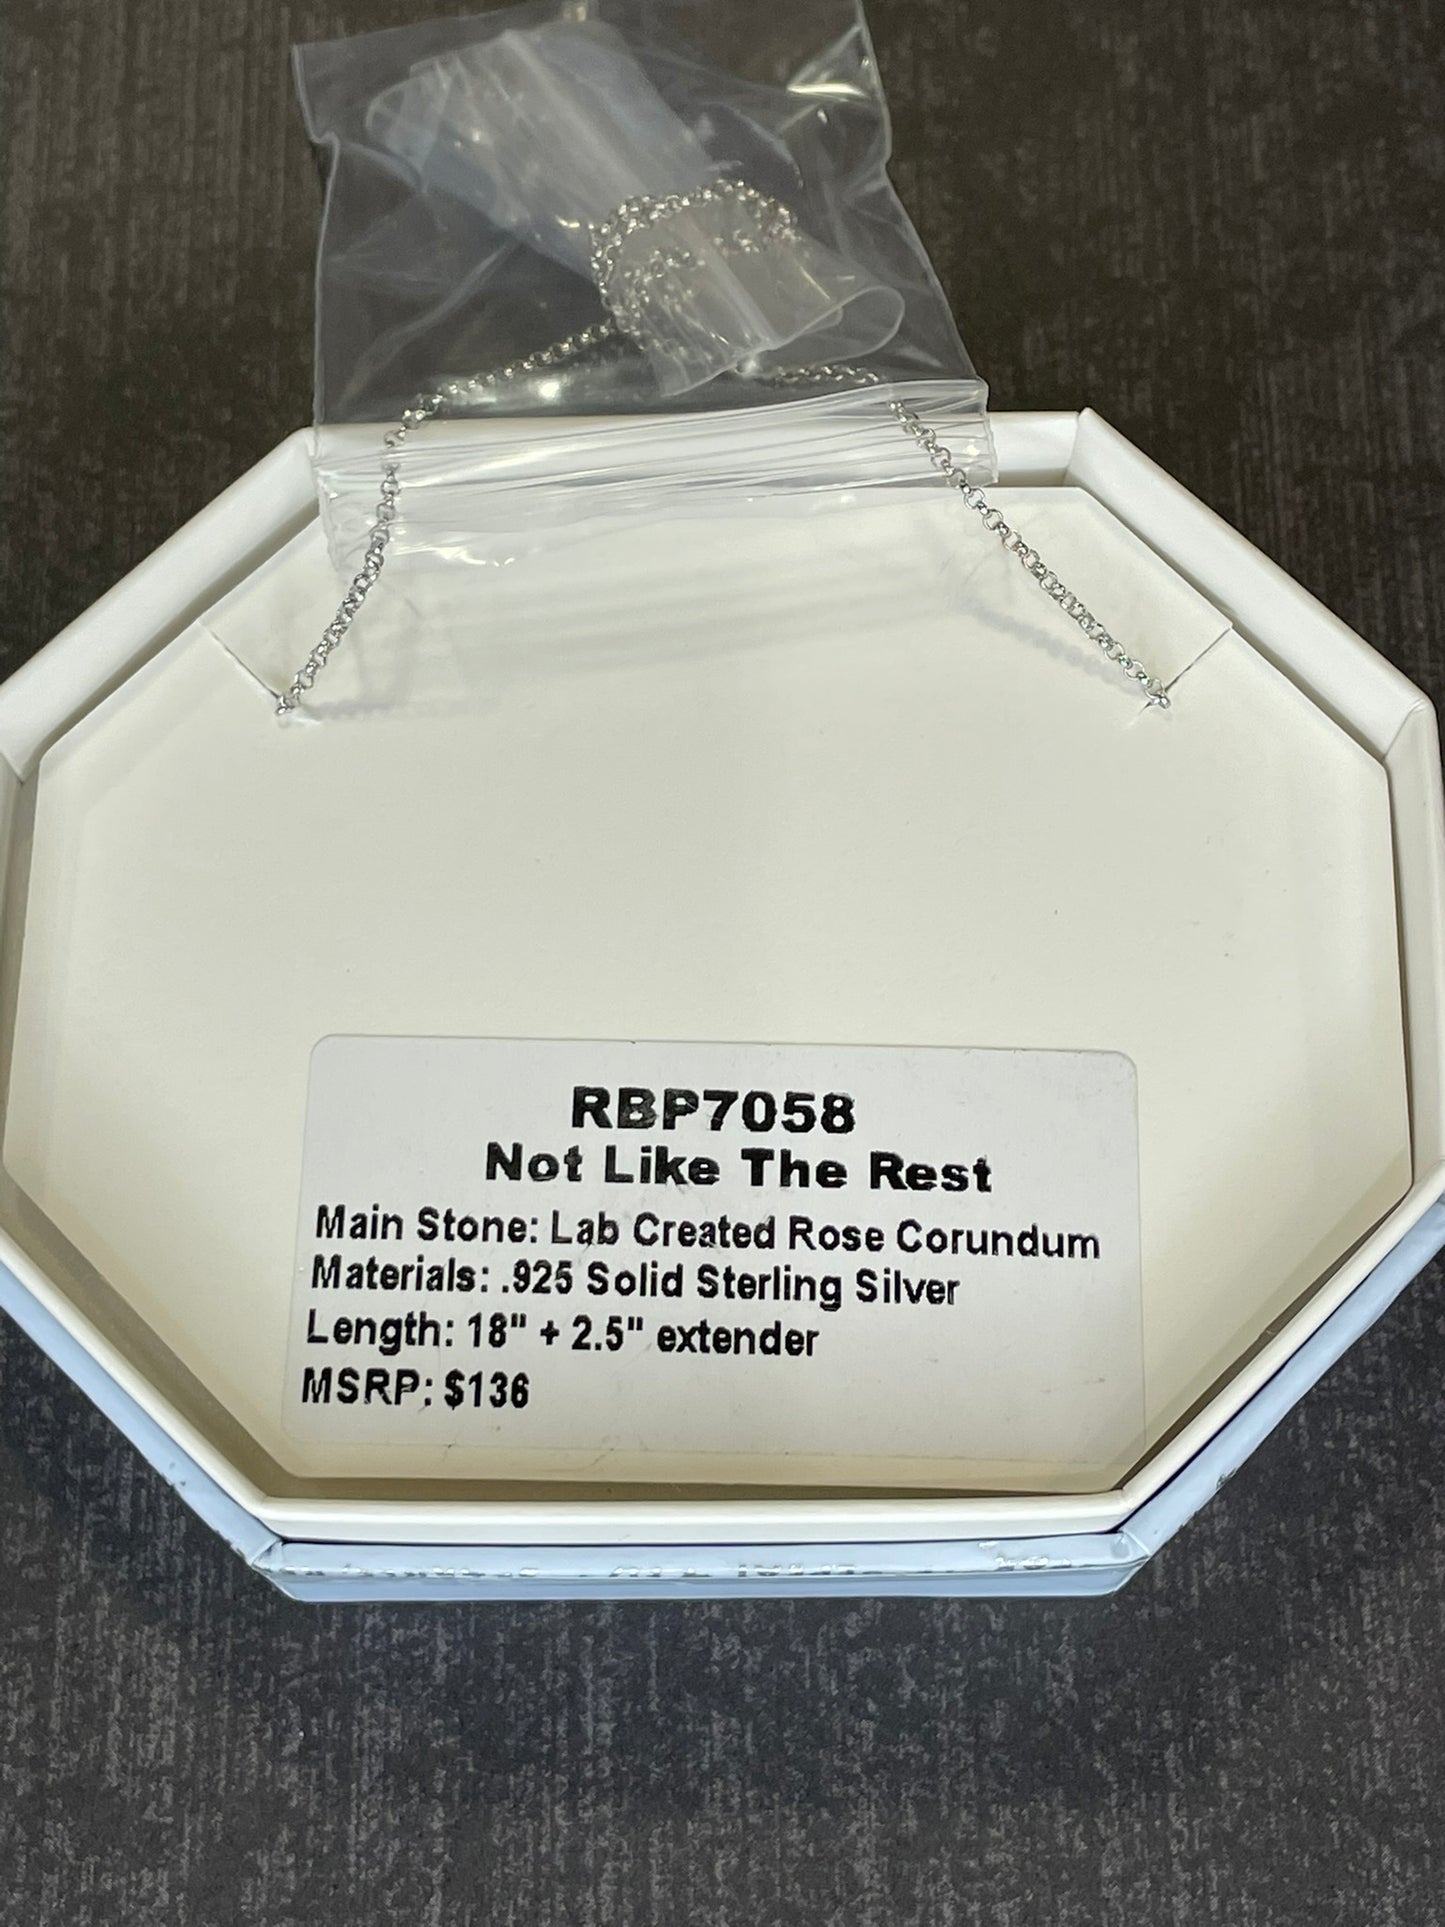 RBP7058
Not Like The Rest
Main Stone: Lab Created Rose Corundum
Materials: .925 Solid Sterling Silver
Length: 18" + 2.5" extender
MSRP: $136